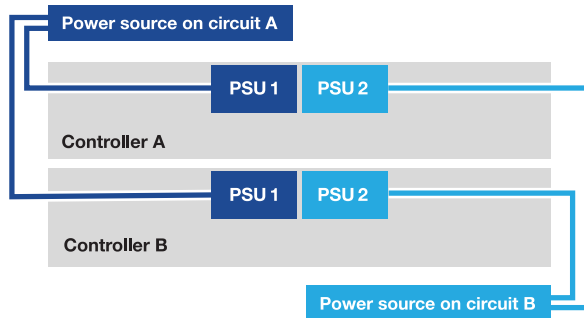 Power source on circuit A
PSU 1
PSU 2
Controller A
PSU 1
PSU 2
Controller B
Power source on circuit B